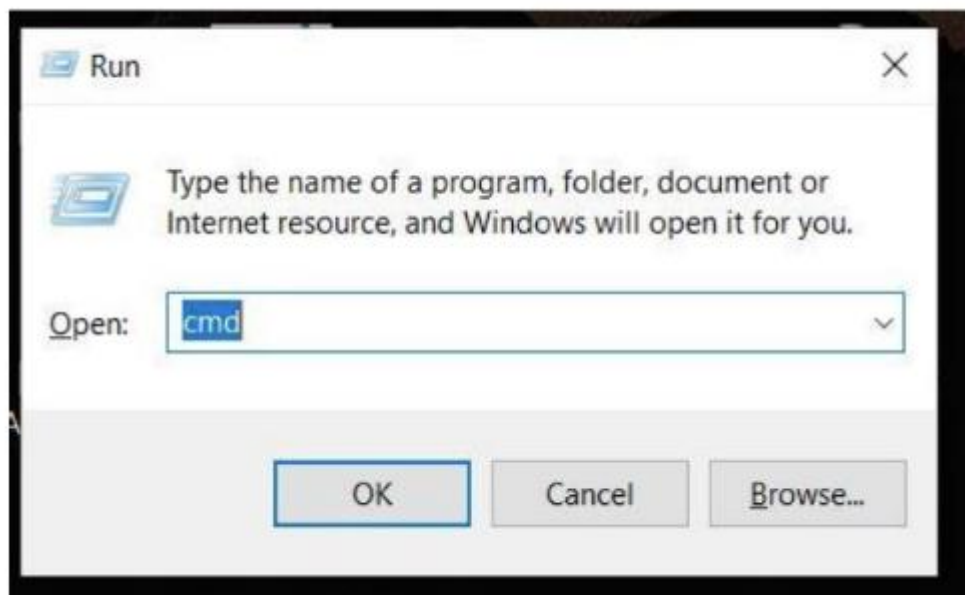 Run
Type the name of a program, folder, document or
Internet resource, and Windows will open it for you.
Open: cmd
OK Cancel Browse...